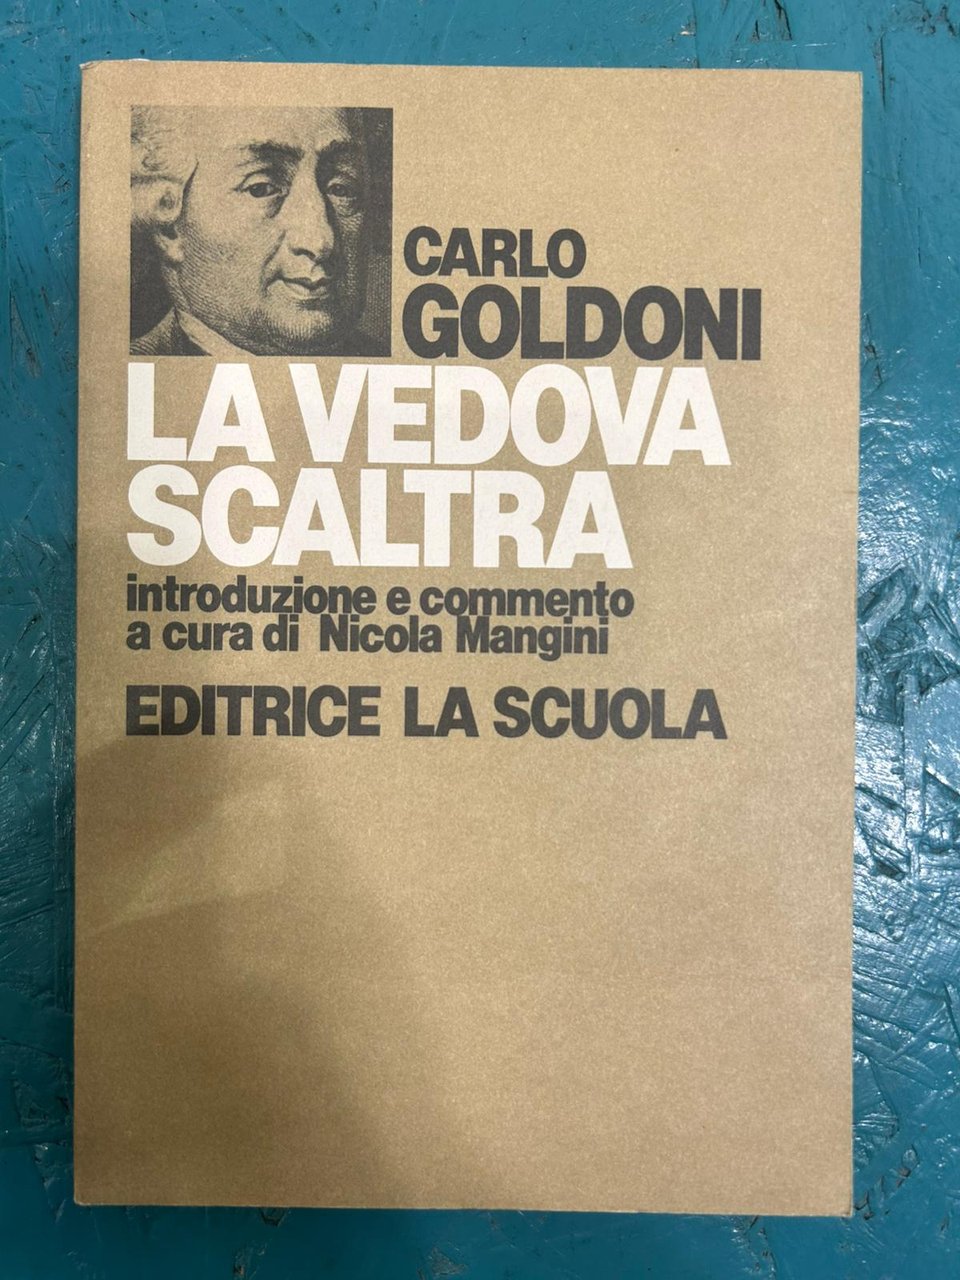 CARLO
GOLDONI
LA VEDOVA
SCALTRA
introduzione e commento
a cura di Nicola Mangini
EDITRICE LA SCUOLA